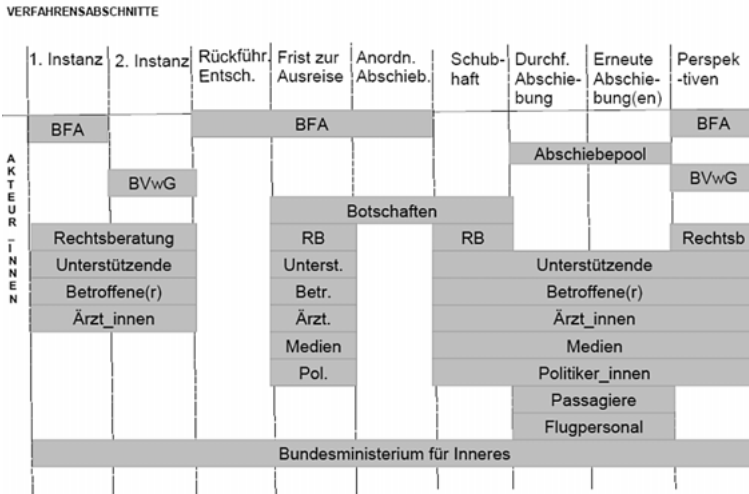 VERFAHRENSABSCHNITTE
1. Instanz
2. Instanz
Rückführ.
Entsch.
Frist zur
Ausreise
Anordn.
Abschieb.
Schub-
haft
Durchf.
Abschie-
bung
Erneute
Abschie-
bung(en)
Perspek
-tiven
AKTEUR_INNEN
BFA
BFA
BFA
Abschiebepool
BVwG
BVwG
Botschaften
Rechtsberatung
RB
RB
Rechtsb
Unterstützende
Unterst.
Unterstützende
Betroffene(r)
Betr.
Betroffene(r)
Ärzt_innen
Ärzt.
Ärzt_innen
Medien
Medien
Pol.
Politiker_innen
Passagiere
Flugpersonal
Bundesministerium für Inneres